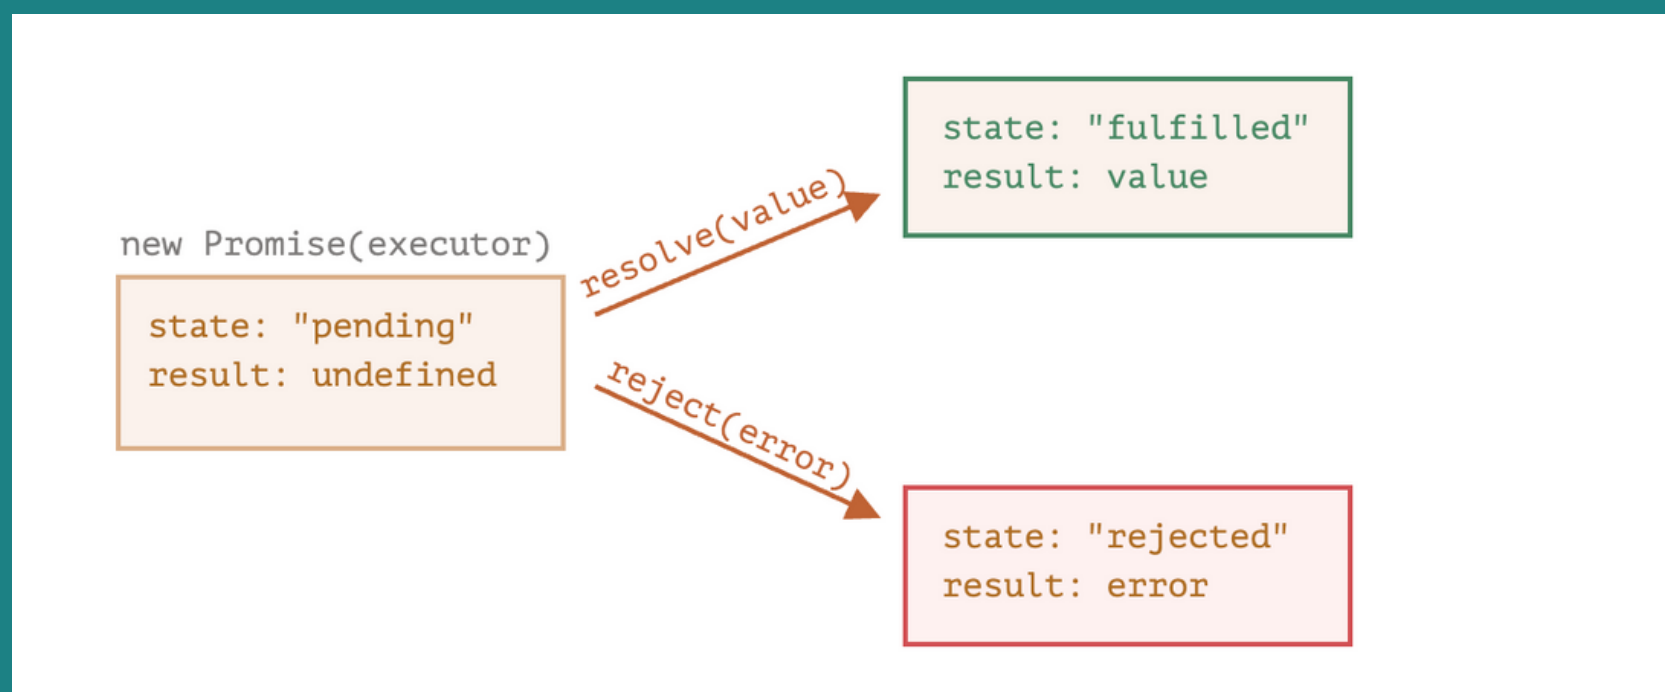 new Promise(executor)
state: "pending"
result: undefined
resolve(value)
reject(error)
state: "fulfilled"
result: value
state: "rejected"
result: error